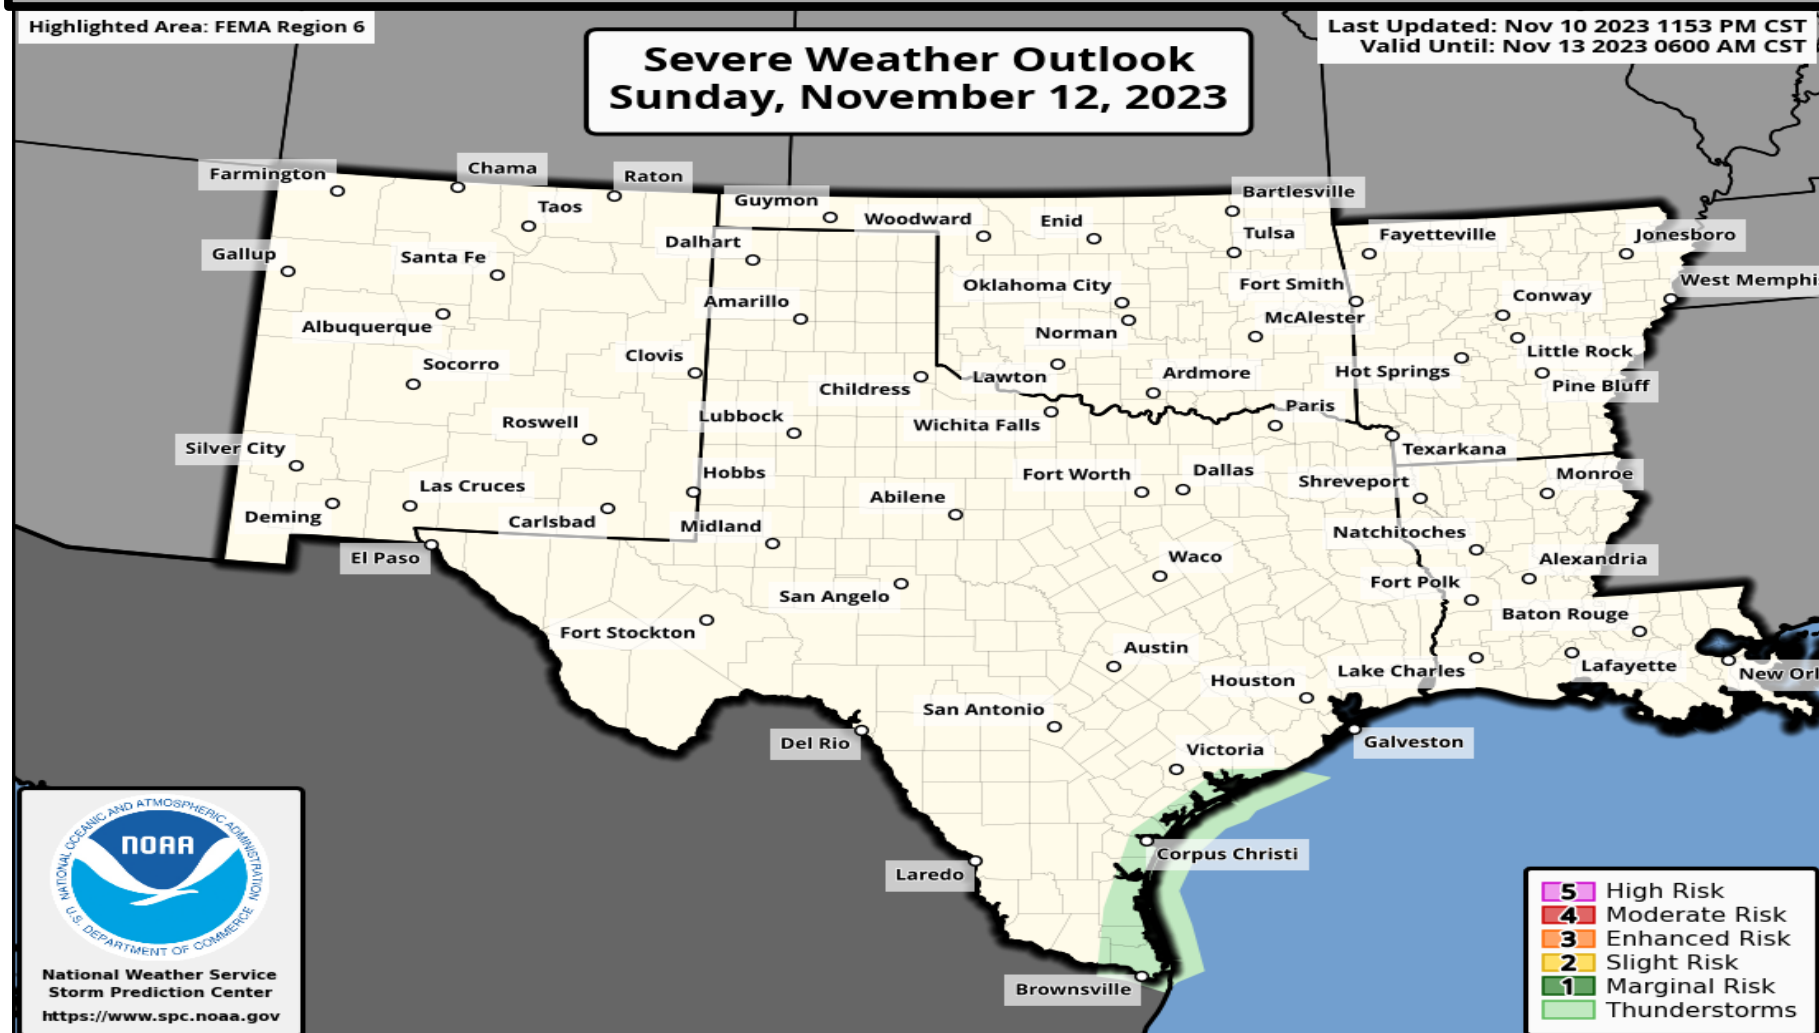 Highlighted Area: FEMA Region 6
Last Updated: Nov 10 2023 1153 PM CST
Valid Until: Nov 13 2023 0600 AM CST
Severe Weather Outlook
Sunday, November 12, 2023
Farmington
Chama
Raton
Taos
Guymon
Woodward
Enid
Bartlesville
Gallup
Santa Fe
Dalhart
Tulsa
Fayetteville
Jonesboro
Oklahoma City
Fort Smith
West Memphi
Albuquerque
Amarillo
Norman
McAlester
Conway
Socorro
Clovis
Childress
Lawton
Ardmore
Hot Springs
Little Rock
Pine Bluff
Roswell
Lubbock
Wichita Falls
Paris
Silver City
Texarkana
Las Cruces
Hobbs
Fort Worth
Dallas
Shreveport
Monroe
Deming
Carlsbad
Midland
Abilene
Natchitoches
El Paso
Waco
Alexandria
San Angelo
Fort Polk
Fort Stockton
Baton Rouge
Austin
Lake Charles
Lafayette
New Orl
Houston
San Antonio
Del Rio
Victoria
Galveston
Corpus Christi
Laredo
Brownsville
NATIONAL OCEANIC AND ATMOSPHERIC ADMINISTRATION
NOAA
U.S. DEPARTMENT OF COMMERCE
National Weather Service
Storm Prediction Center
https://www.spc.noaa.gov
5 High Risk
4 Moderate Risk
3 Enhanced Risk
2 Slight Risk
1 Marginal Risk
Thunderstorms